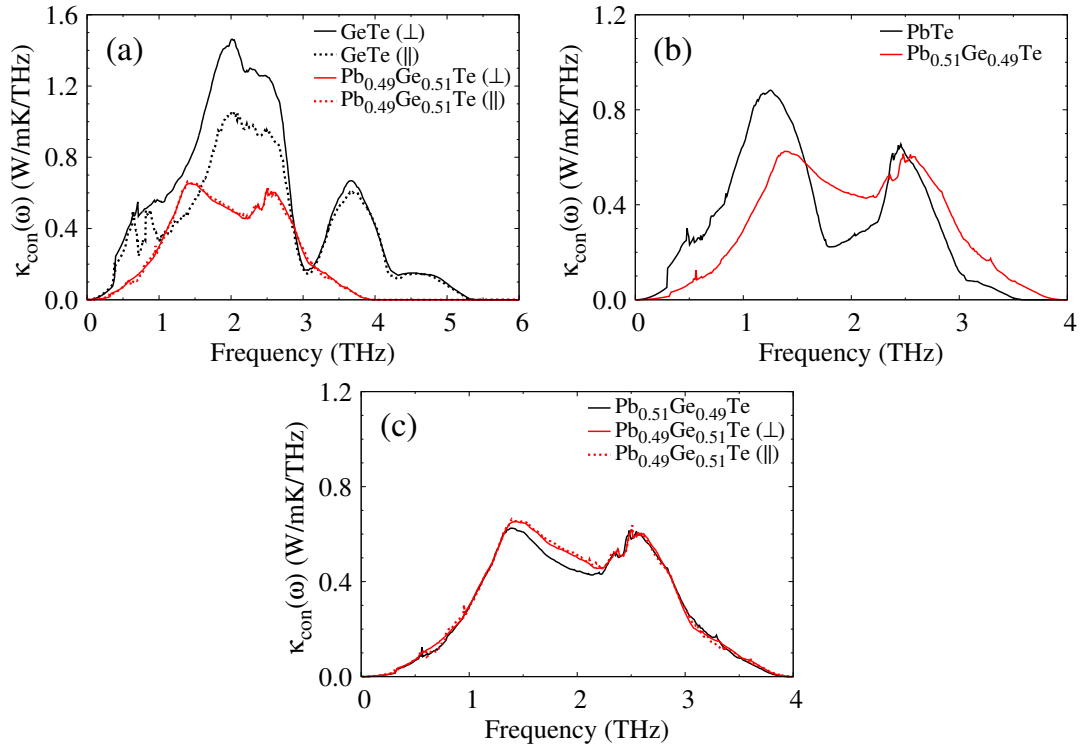 (a)
GeTe (⊥)
GeTe (||)
Pb0.49Ge0.51Te (⊥)
Pb0.49Ge0.51Te (||)
1.6
1.2
0.8
0.4
0.0
κcon(ω) (W/mK/THz)
0 1 2 3 4 5 6
Frequency (THz)
(b)
PbTe
Pb0.51Ge0.49Te
1.2
0.8
0.4
0.0
κcon(ω) (W/mK/THz)
0 1 2 3 4
Frequency (THz)
(c)
Pb0.51Ge0.49Te
Pb0.49Ge0.51Te (⊥)
Pb0.49Ge0.51Te (||)
1.2
0.8
0.4
0.0
κcon(ω) (W/mK/THz)
0 1 2 3 4
Frequency (THz)